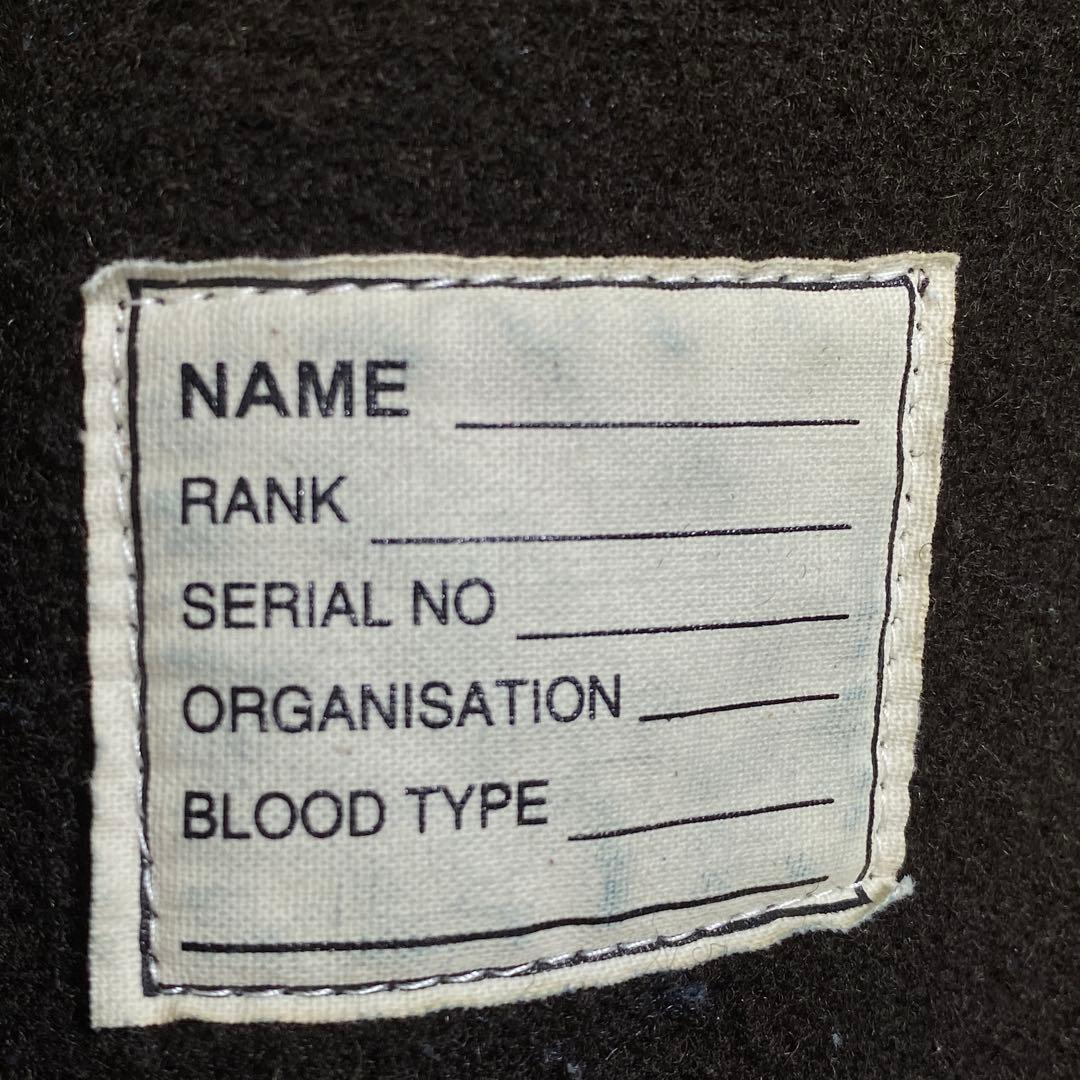 NAME
RANK
SERIAL NO
ORGANISATION
BLOOD TYPE